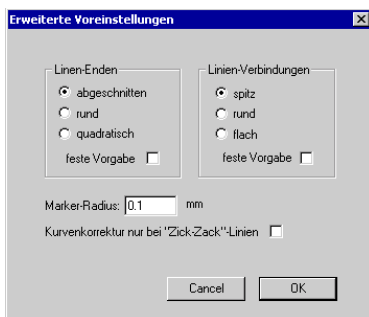 Erweiterte Voreinstellungen
Linen-Enden
abgeschnitten
rund
quadratisch
feste Vorgabe
Linien-Verbindungen
spitz
rund
flach
feste Vorgabe
Marker-Radius: 0.1 mm
Kurvenkorrektur nur bei "Zick-Zack"-Linien
Cancel OK